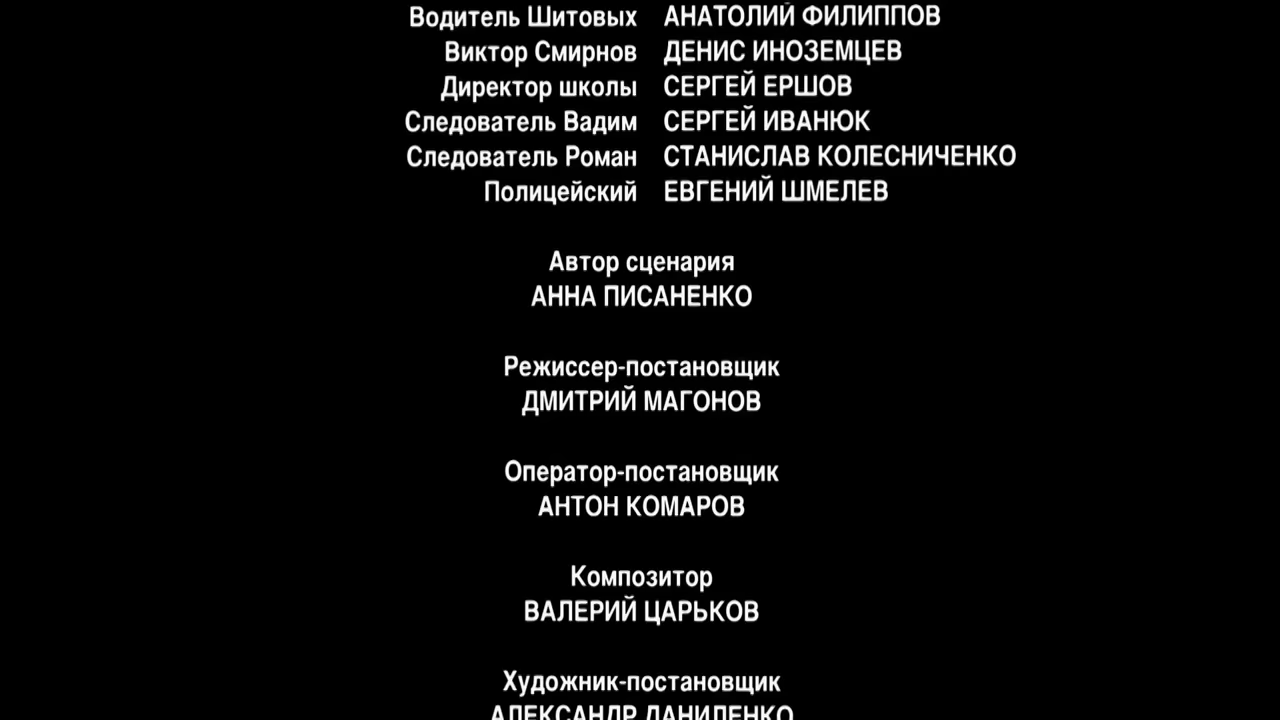 Водитель Шитовых АНАТОЛИЙ ФИЛИППОВ
Виктор Смирнов ДЕНИС ИНОЗЕМЦЕВ
Директор школы СЕРГЕЙ ЕРШОВ
Следователь Вадим СЕРГЕЙ ИВАНЮК
Следователь Роман СТАНИСЛАВ КОЛЕСНИЧЕНКО
Полицейский ЕВГЕНИЙ ШМЕЛЕВ
Автор сценария
АННА ПИСАНЕНКО
Режиссер-постановщик
ДМИТРИЙ МАГОНОВ
Оператор-постановщик
АНТОН КОМАРОВ
Композитор
ВАЛЕРИЙ ЦАРЬКОВ
Художник-постановщик
АЛЕКСАНДР ДАНИЛЕНКО